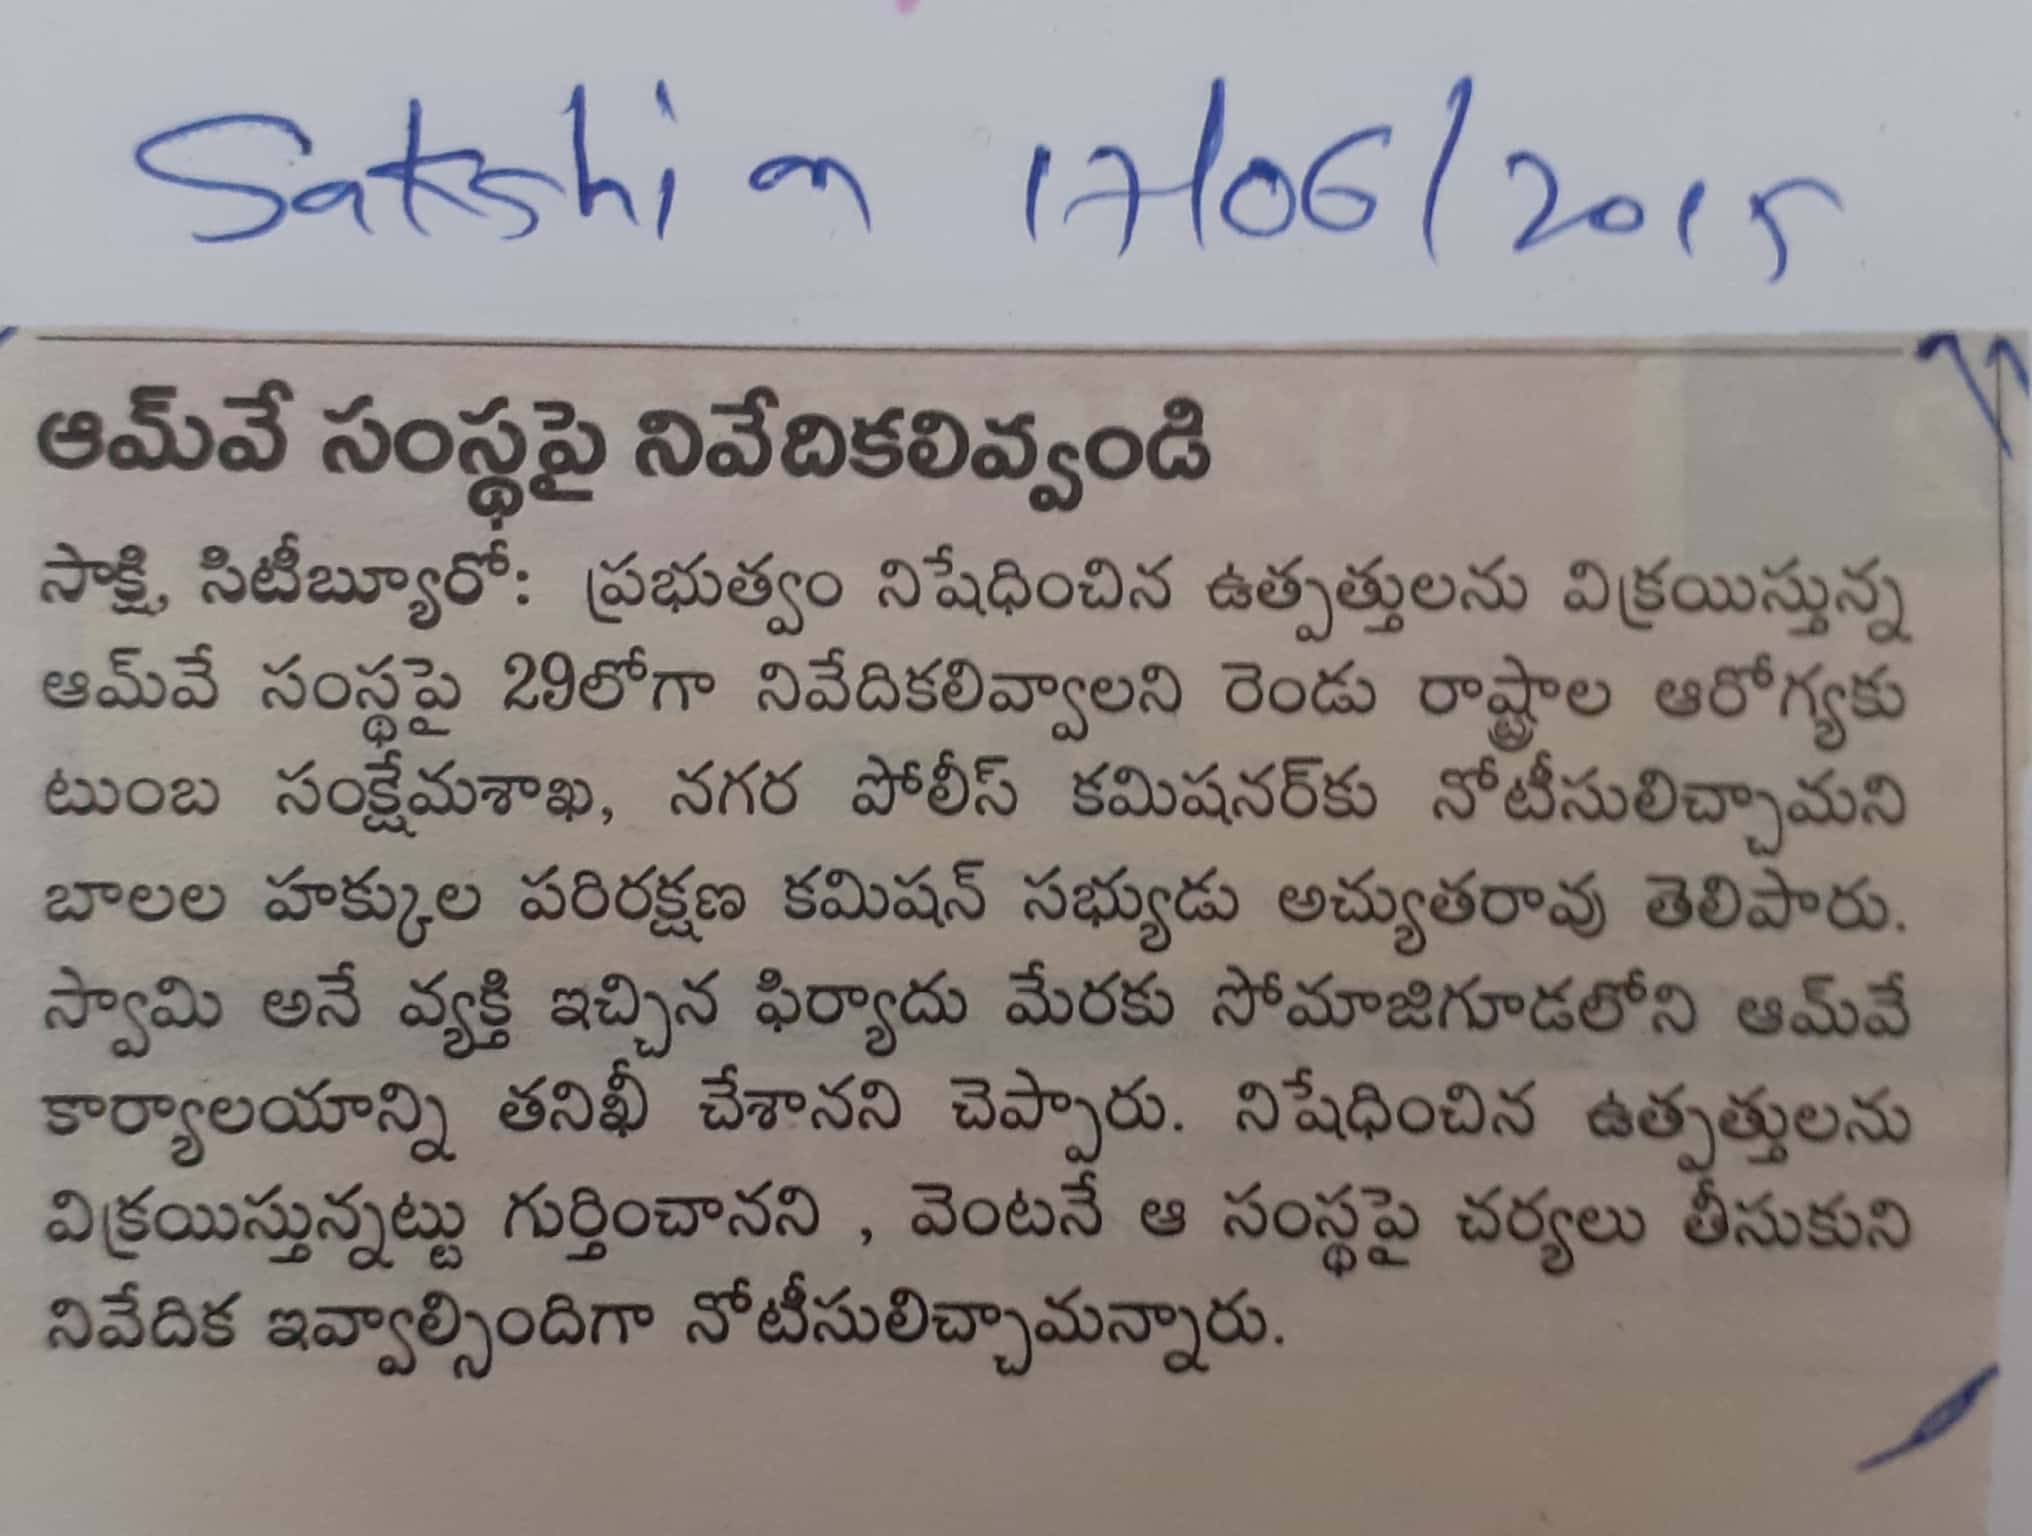 Sakshi on 17/06/2015
ఆమ్‌వే సంస్థపై నివేదికలివ్వండి
సాక్షి, సిటీబ్యూరో: ప్రభుత్వం నిషేధించిన ఉత్పత్తులను విక్రయిస్తున్న
ఆమ్‌వే సంస్థపై 29లోగా నివేదికలివ్వాలని రెండు రాష్ట్రాల ఆరోగ్యకు
టుంబ సంక్షేమశాఖ, నగర పోలీస్ కమిషనర్‌కు నోటీసులిచ్చామని
బాలల హక్కుల పరిరక్షణ కమిషన్ సభ్యుడు అచ్యుతరావు తెలిపారు.
స్వామి అనే వ్యక్తి ఇచ్చిన ఫిర్యాదు మేరకు సోమాజిగూడలోని ఆమ్‌వే
కార్యాలయాన్ని తనిఖీ చేశానని చెప్పారు. నిషేధించిన ఉత్పత్తులను
విక్రయిస్తున్నట్టు గుర్తించానని , వెంటనే ఆ సంస్థపై చర్యలు తీసుకుని
నివేదిక ఇవ్వాల్సిందిగా నోటీసులిచ్చామన్నారు.